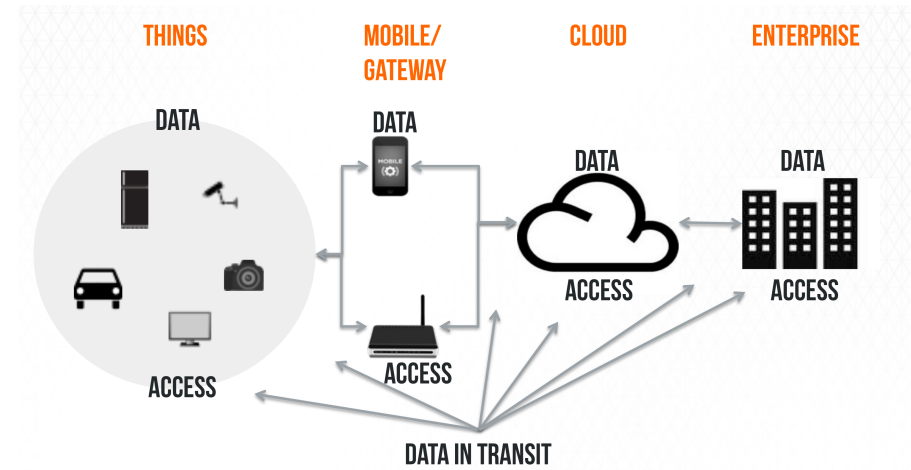 THINGS
MOBILE/
GATEWAY
CLOUD
ENTERPRISE
DATA
DATA
DATA
DATA
MOBILE
ACCESS
ACCESS
ACCESS
ACCESS
DATA IN TRANSIT